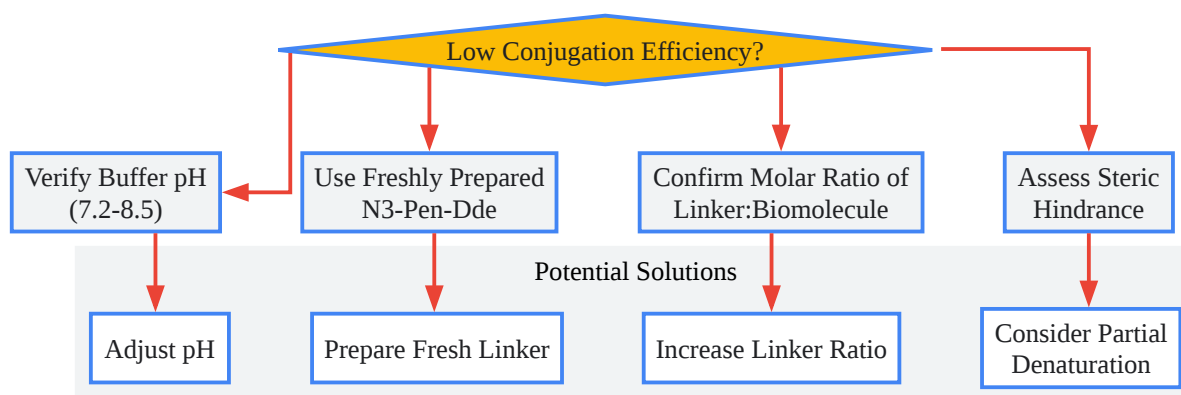 Low Conjugation Efficiency?
Verify Buffer pH
(7.2-8.5)
Use Freshly Prepared
N3-Pen-Dde
Confirm Molar Ratio of
Linker:Biomolecule
Assess Steric
Hindrance
Potential Solutions
Adjust pH
Prepare Fresh Linker
Increase Linker Ratio
Consider Partial
Denaturation